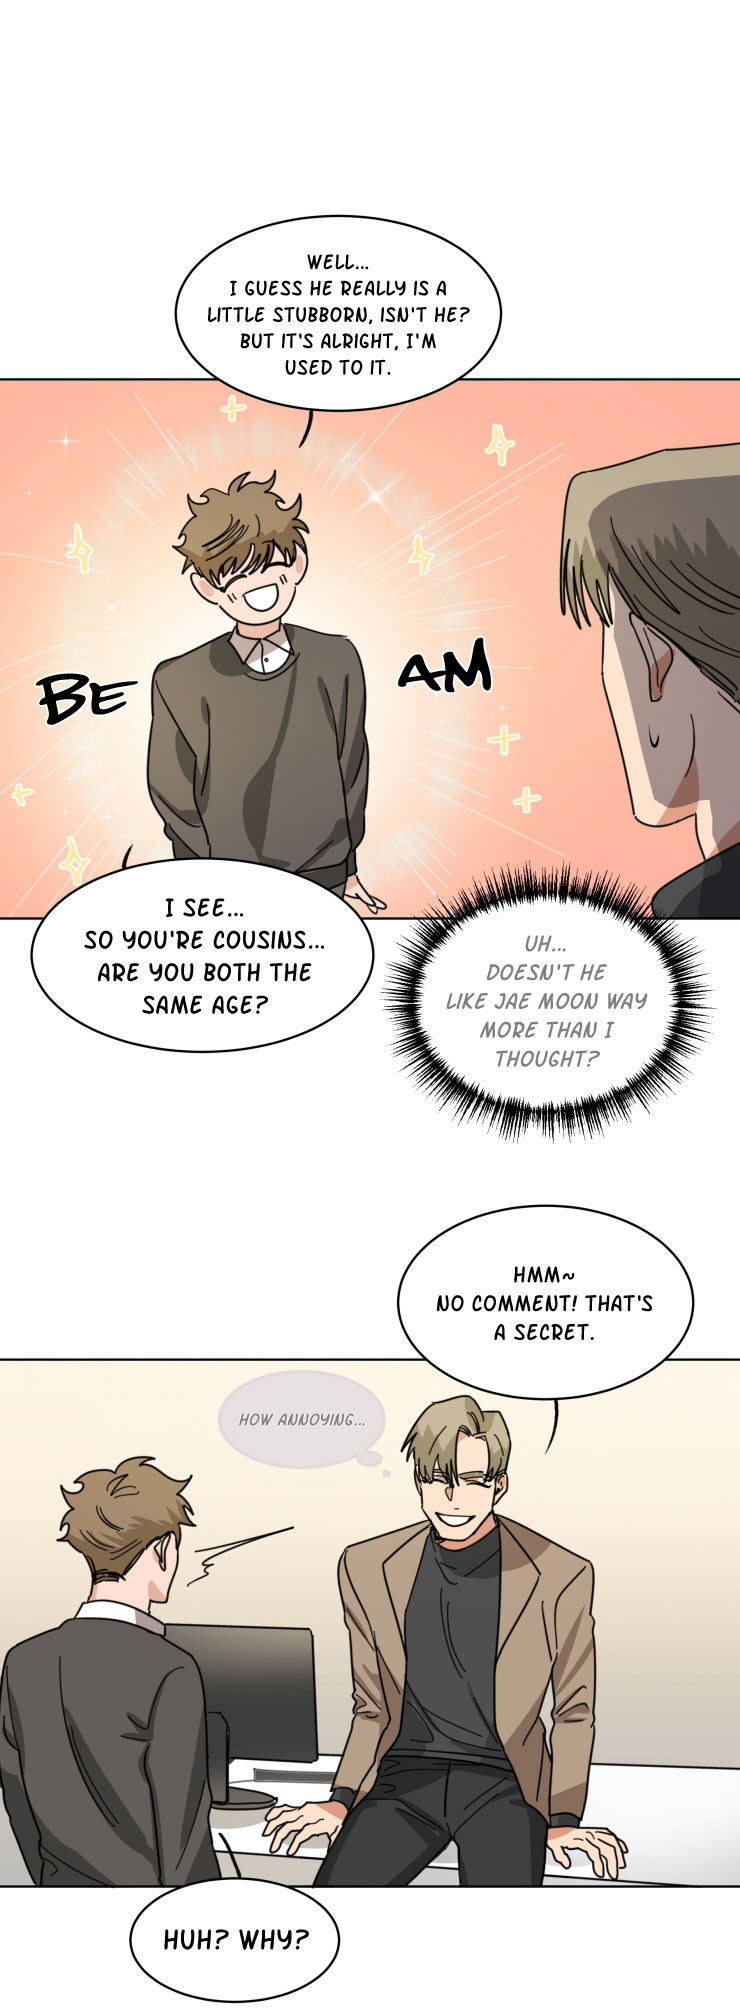 WELL...
I GUESS HE REALLY IS A
LITTLE STUBBORN, ISN'T HE?
BUT IT'S ALRIGHT, I'M
USED TO IT.
BE AM
I SEE...
SO YOU'RE COUSINS...
ARE YOU BOTH THE
SAME AGE?
UH...
DOESN'T HE
LIKE JAE MOON WAY
MORE THAN I
THOUGHT?
HMM~
NO COMMENT! THAT'S
A SECRET.
HOW ANNOYING...
HUH? WHY?